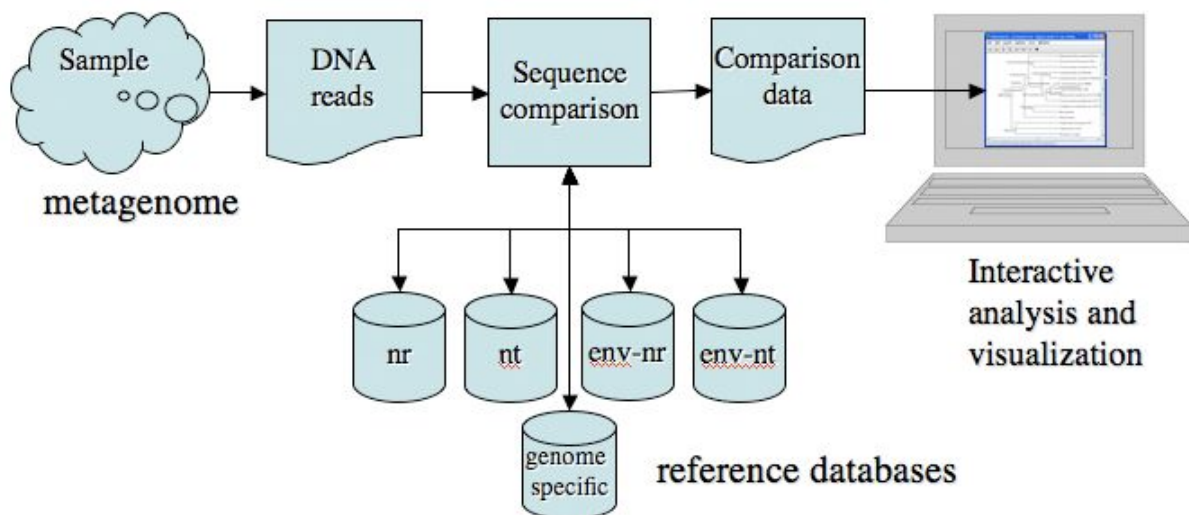 Sample
DNA
reads
Sequence
comparison
Comparison
data
metagenome
nr
nt
env-nr
env-nt
genome
specific
reference databases
Interactive
analysis and
visualization